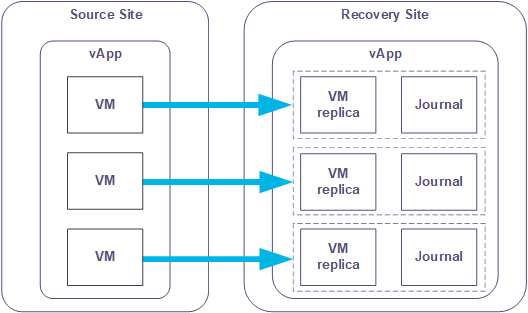 Source Site
Recovery Site
vApp
vApp
VM
VM
replica
Journal
VM
VM
replica
Journal
VM
VM
replica
Journal